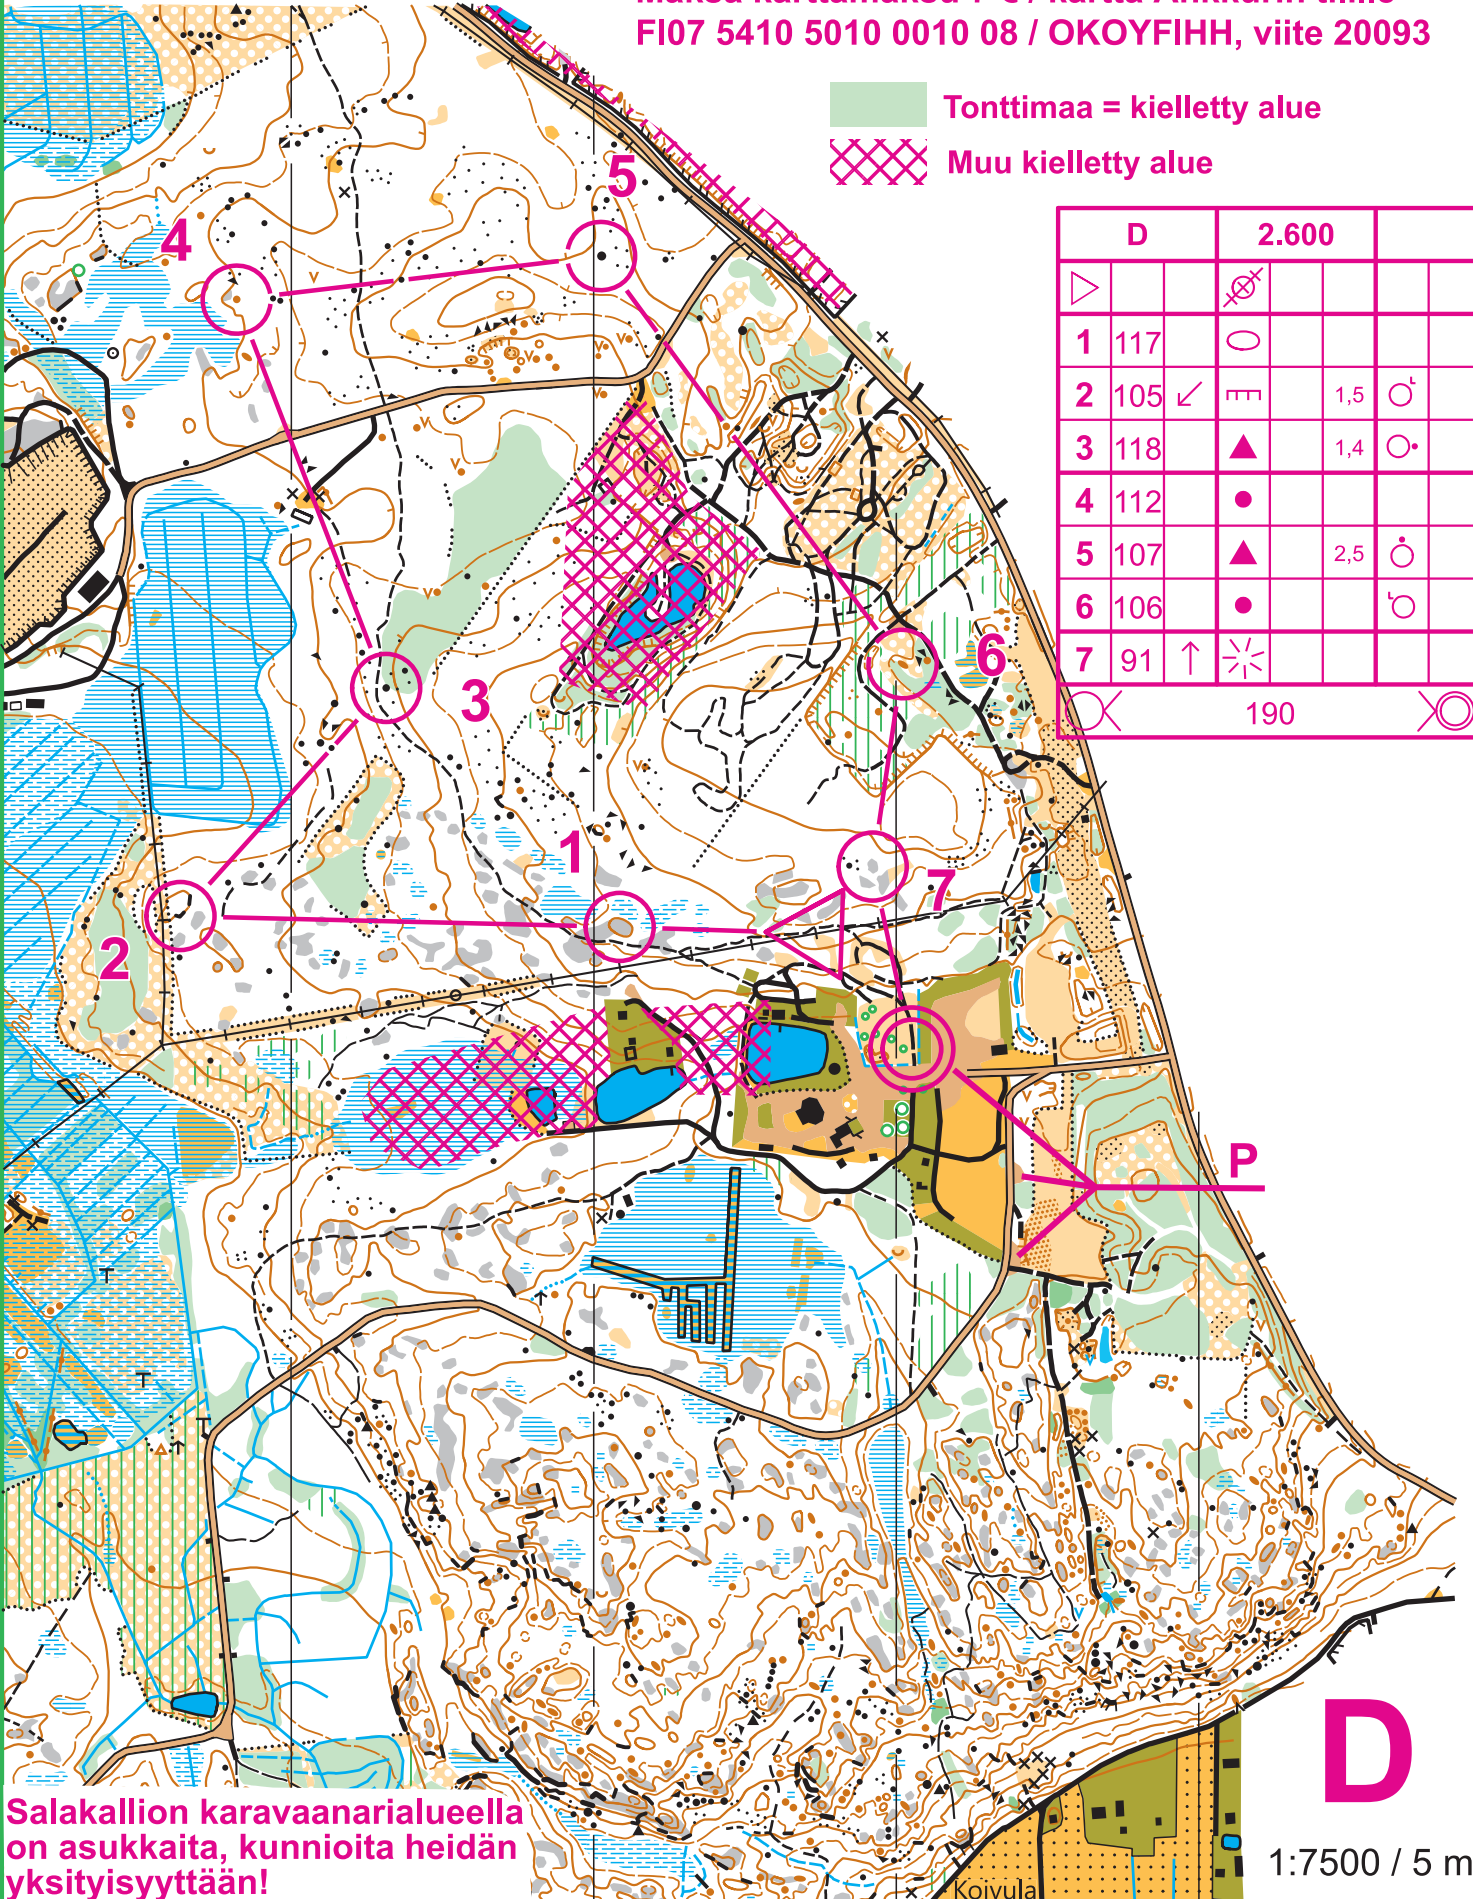 FI07 5410 5010 0010 08 / OKOYFIHH, viite 20093
Tonttimaa = kielletty alue
Muu kielletty alue
D 2.600
1 117
2 105 1,5
3 118 1,4
4 112
5 107 2,5
6 106
7 91
190
5
4
3
6
1
7
2
P
D
Salakallion karavaanarialueella
on asukkaita, kunnioita heidän
yksityisyyttään!
1:7500 / 5 m
Koivula